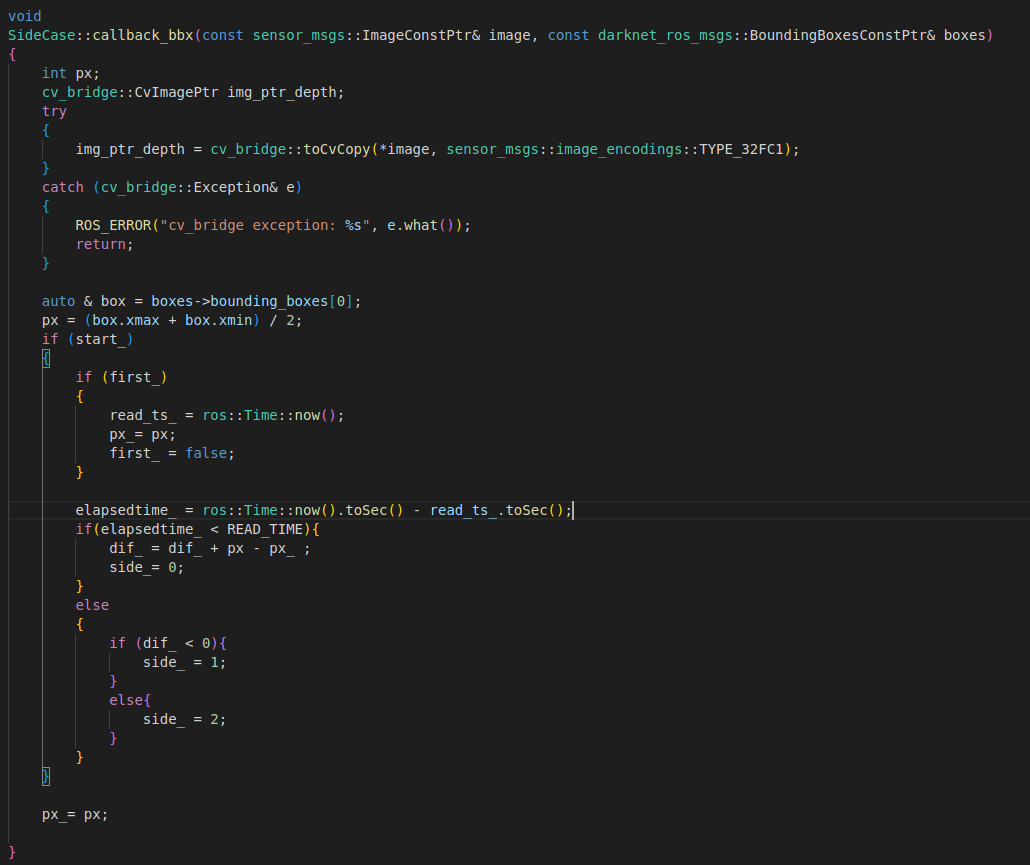 void
SideCase::callback_bbx(const sensor_msgs::ImageConstPtr& image, const darknet_ros_msgs::BoundingBoxesConstPtr& boxes)
{
    int px;
    cv_bridge::CvImagePtr img_ptr_depth;
    try
    {
        img_ptr_depth = cv_bridge::toCvCopy(*image, sensor_msgs::image_encodings::TYPE_32FC1);
    }
    catch (cv_bridge::Exception& e)
    {
        ROS_ERROR("cv_bridge exception: %s", e.what());
        return;
    }

    auto & box = boxes->bounding_boxes[0];
    px = (box.xmax + box.xmin) / 2;
    if (start_)
    {
        if (first_)
        {
            read_ts_ = ros::Time::now();
            px_= px;
            first_ = false;
        }

        elapsedtime_ = ros::Time::now().toSec() - read_ts_.toSec();
        if(elapsedtime_ < READ_TIME){
            dif_ = dif_ + px - px_ ;
            side_= 0;
        }
        else
        {
            if (dif_ < 0){
                side_ = 1;
            }
            else{
                side_ = 2;
            }
        }
    }

    px_= px;

}